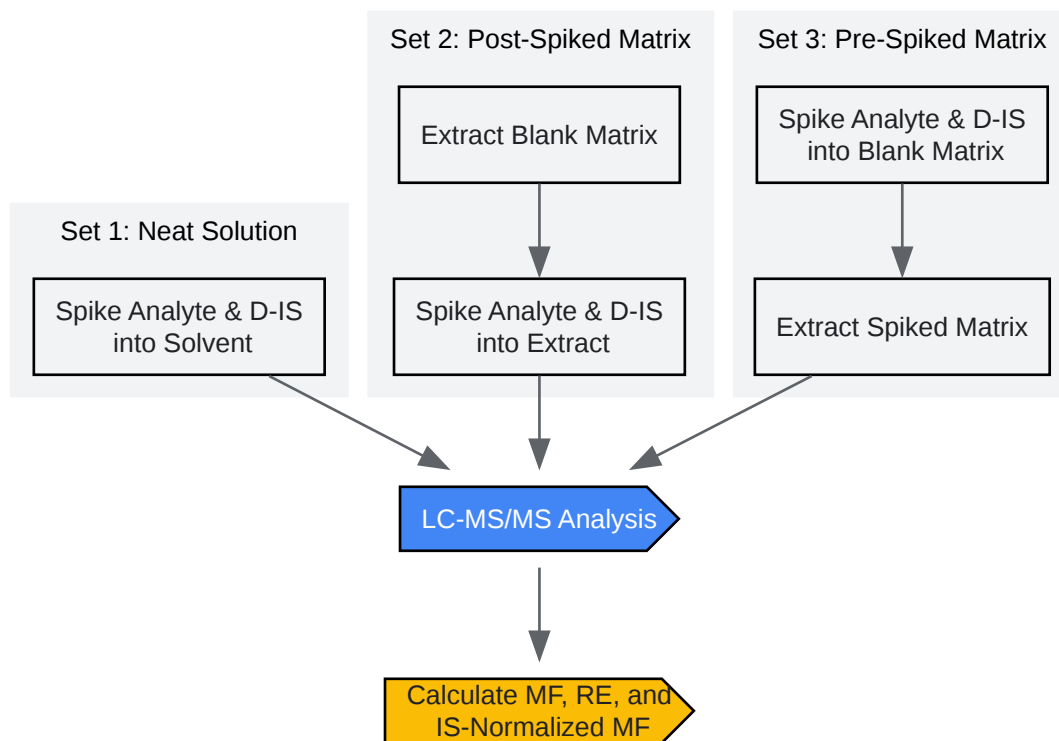 Set 1: Neat Solution
Spike Analyte & D-IS
into Solvent
Set 2: Post-Spiked Matrix
Extract Blank Matrix
Spike Analyte & D-IS
into Extract
Set 3: Pre-Spiked Matrix
Spike Analyte & D-IS
into Blank Matrix
Extract Spiked Matrix
LC-MS/MS Analysis
Calculate MF, RE, and
IS-Normalized MF